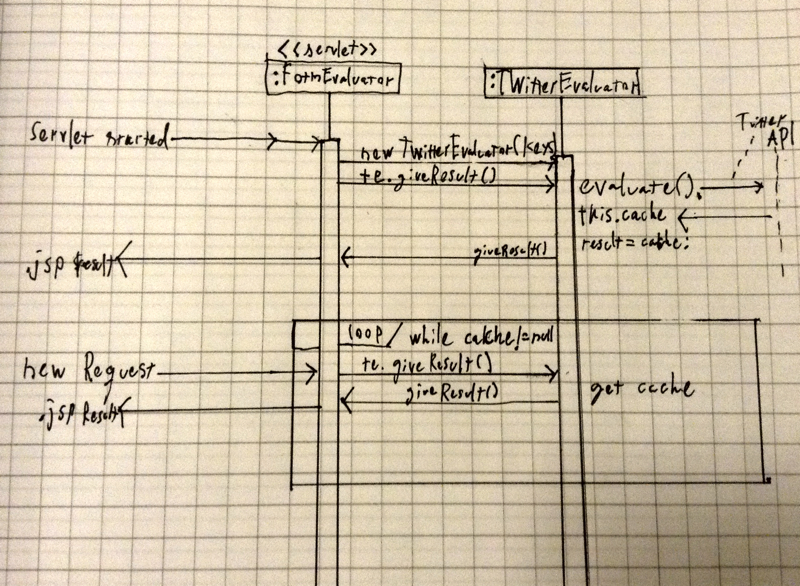 <<servlet>>
:FormEvaluator
:TwitterEvaluator
Twitter
API
Servlet started
new TwitterEvaluator(keys)
te.giveResult()
evaluate().
this.cache
result=cache;
giveResult()
.jsp Result
loop / while cache!=null
new Request
te.giveResult()
get cache
giveResult()
.jsp Result